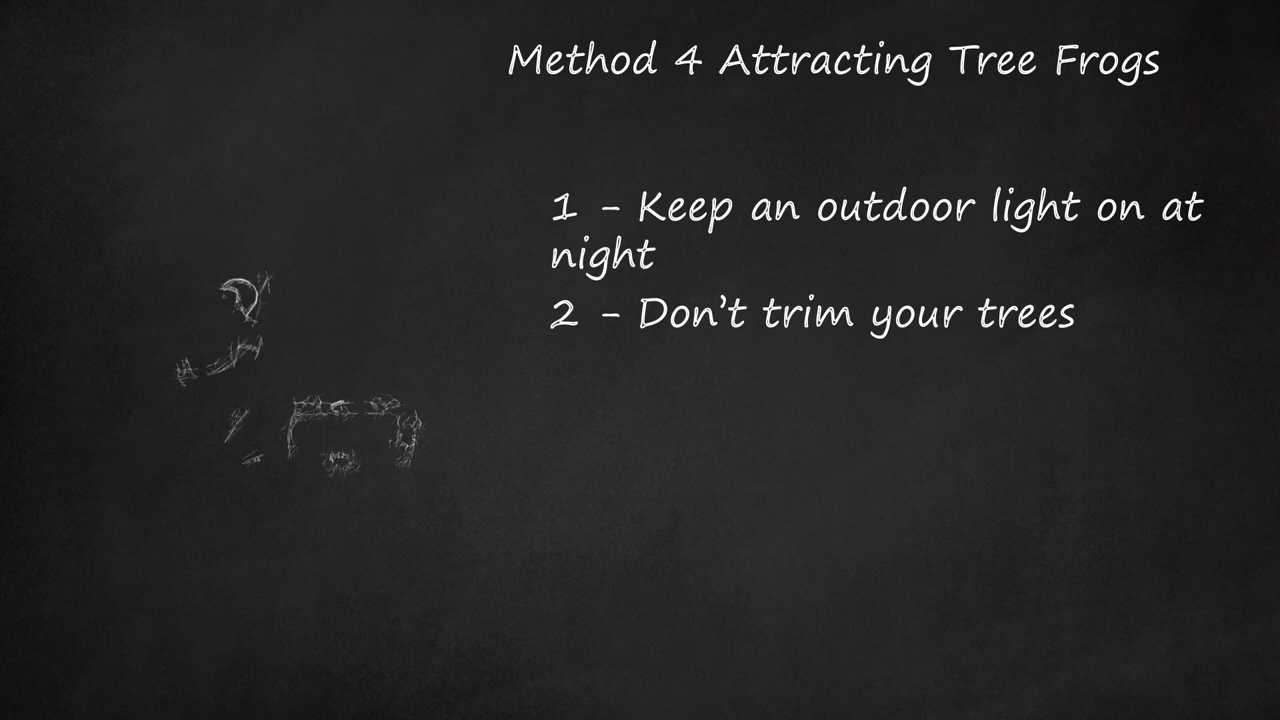 Method 4 Attracting Tree Frogs
1 - Keep an outdoor light on at
night
2 - Don’t trim your trees